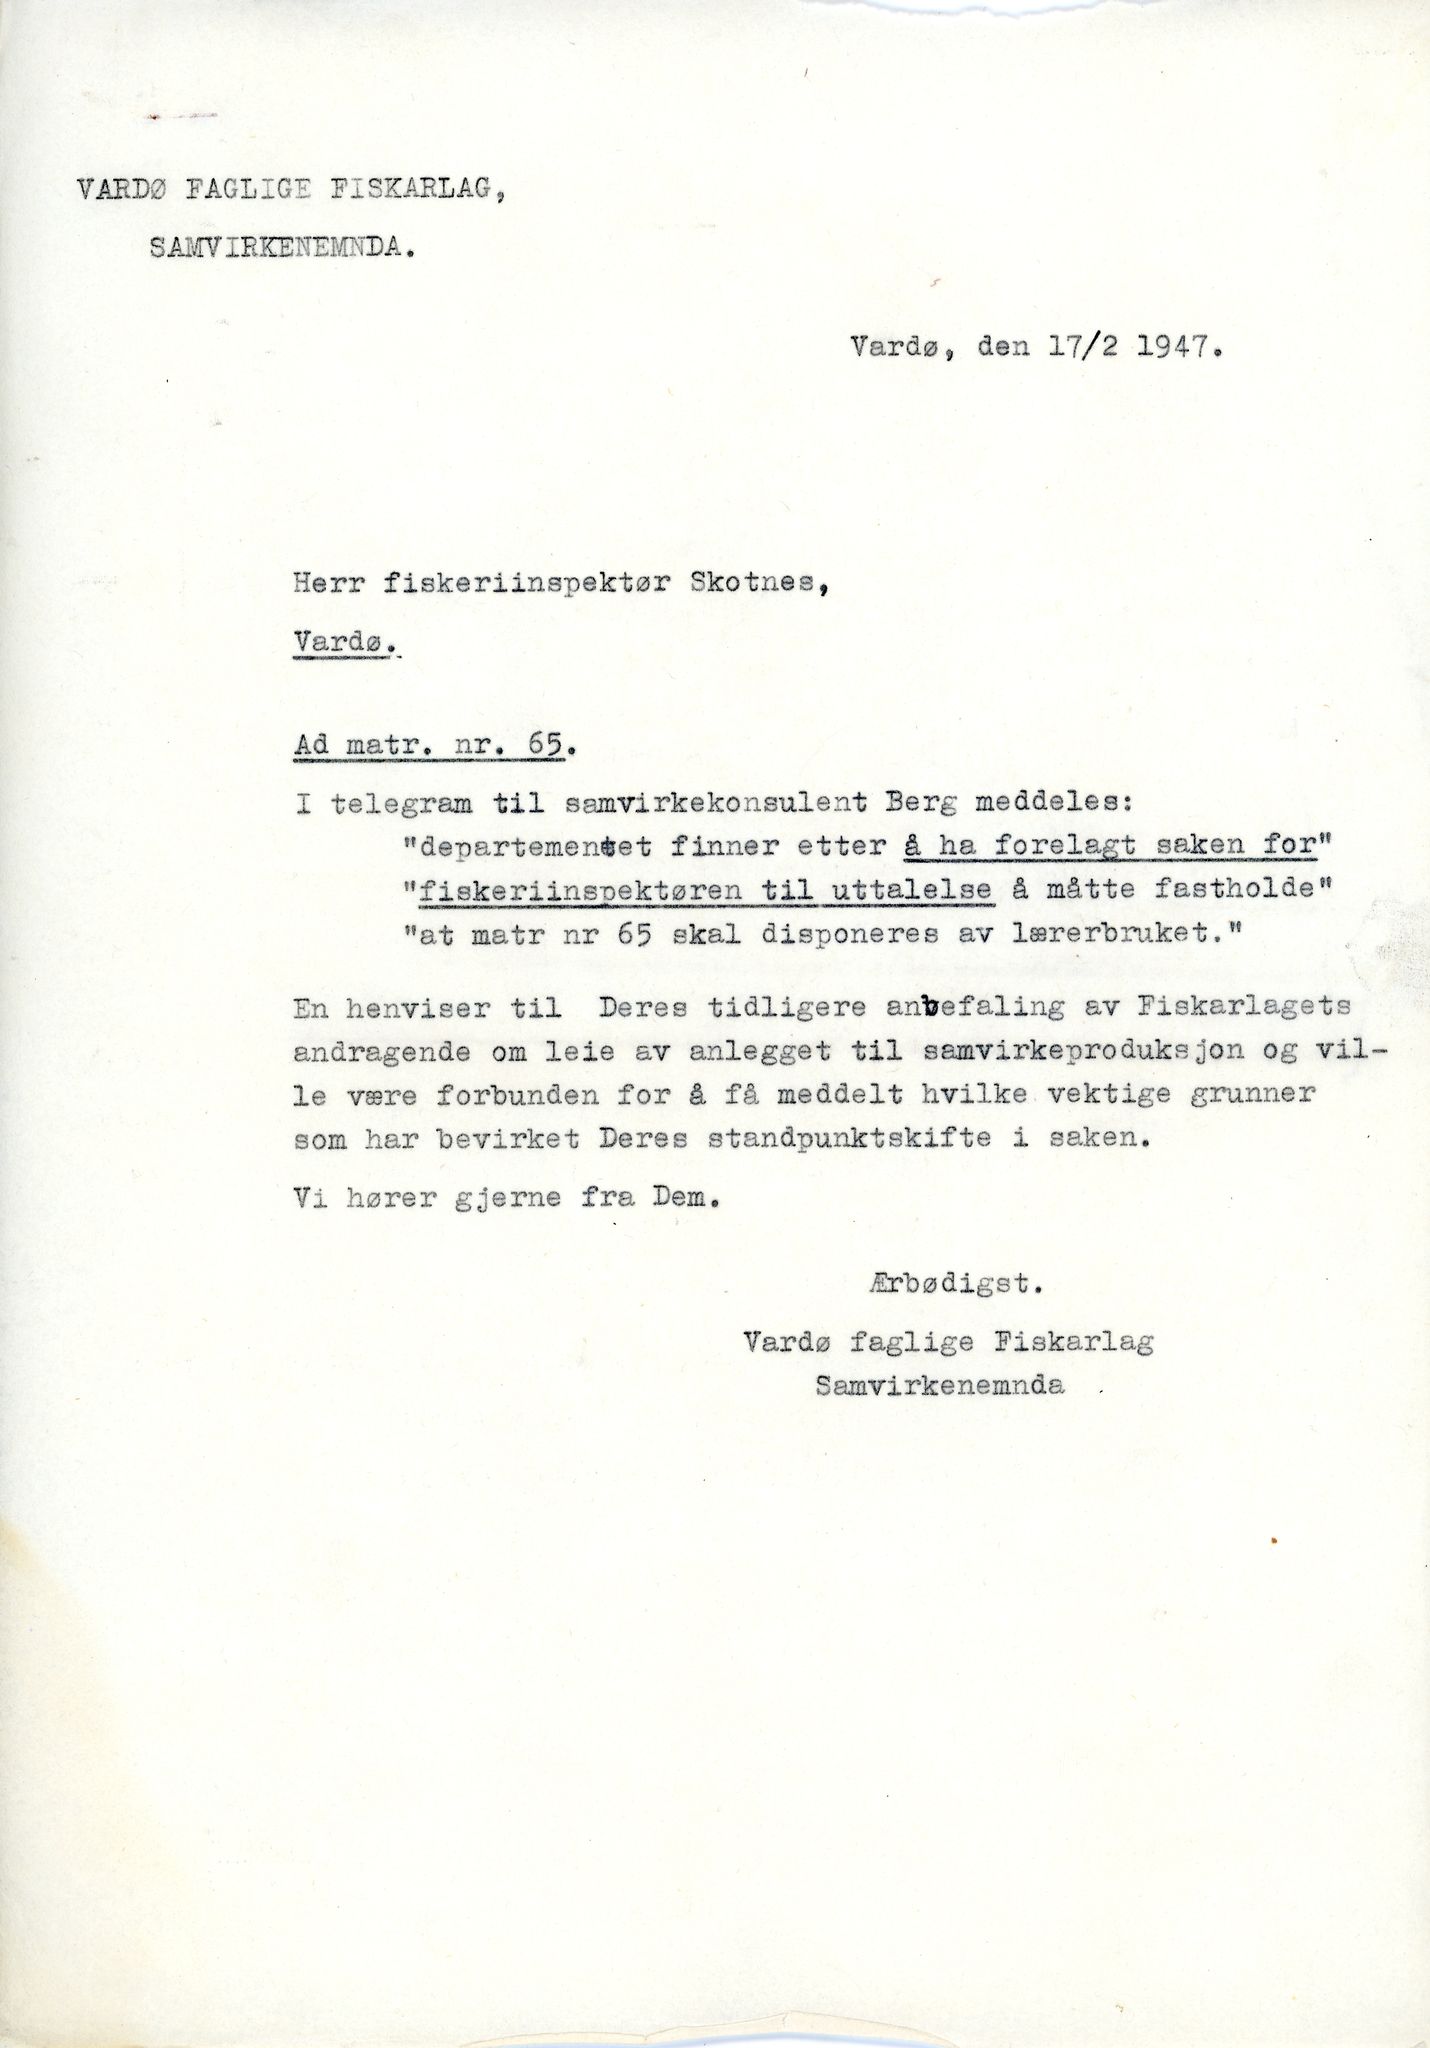 VARDØ FAGLIGE FISKARLAG,
SAMVIRKENEMNDA.
Vardø, den 17/2 1947.
Herr fiskeriinspektør Skotnes,
Vardø.
Ad matr. nr. 65.
I telegram til samvirkekonsulent Berg meddeles:
"departementet finner etter å ha forelagt saken for"
"fiskeriinspektøren til uttalelse å måtte fastholde"
"at matr nr 65 skal disponeres av lærerbruket."
En henviser til Deres tidligere anbefaling av Fiskarlagets
andragende om leie av anlegget til samvirkeproduksjon og vil-
le være forbunden for å få meddelt hvilke vektige grunner
som har bevirket Deres standpunktskifte i saken.
Vi hører gjerne fra Dem.
Ærbødigst.
Vardø faglige Fiskarlag
Samvirkenemnda